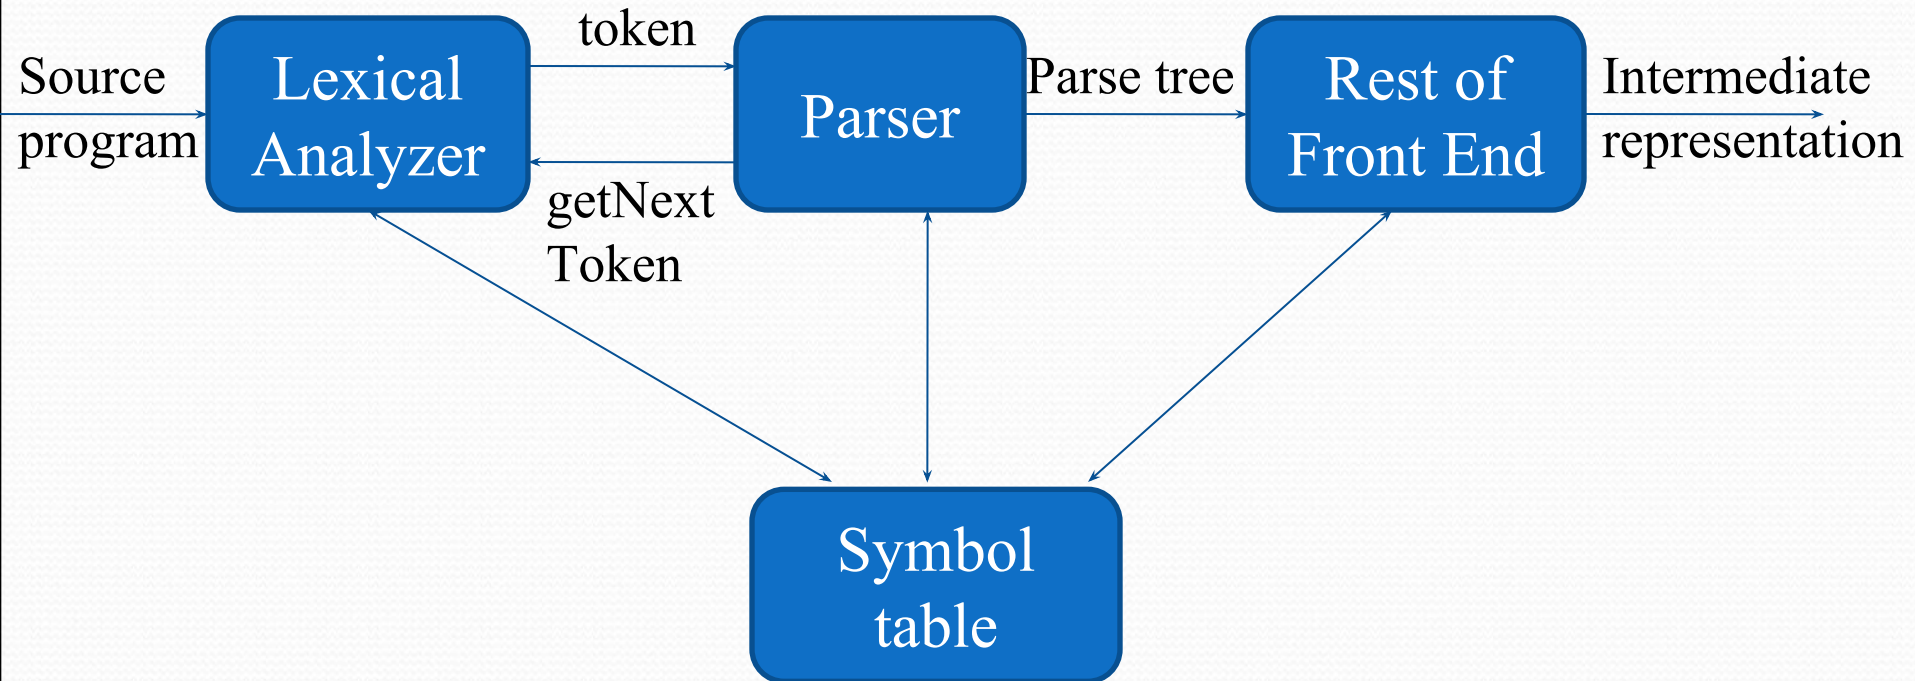 Source
program
Lexical
Analyzer
token
getNext
Token
Parser
Parse tree
Rest of
Front End
Intermediate
representation
Symbol
table